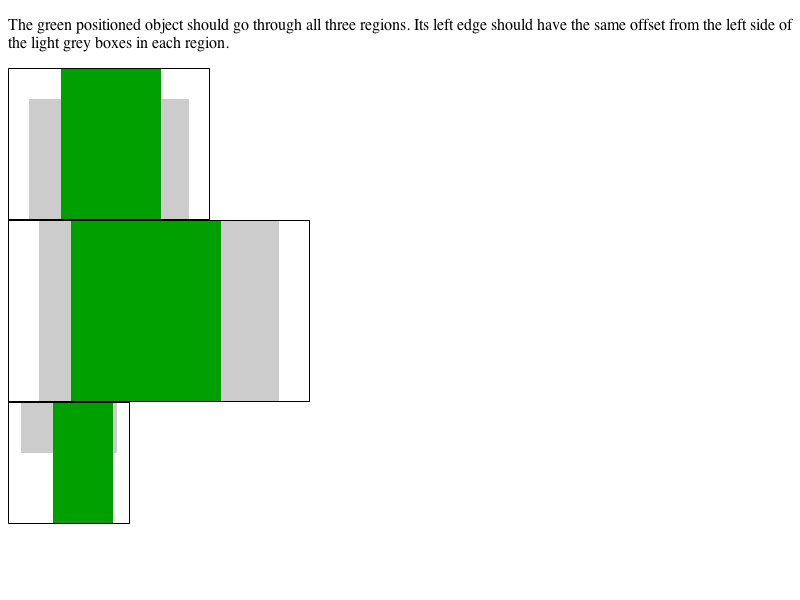 The green positioned object should go through all three regions. Its left edge should have the same offset from the left side of
the light grey boxes in each region.